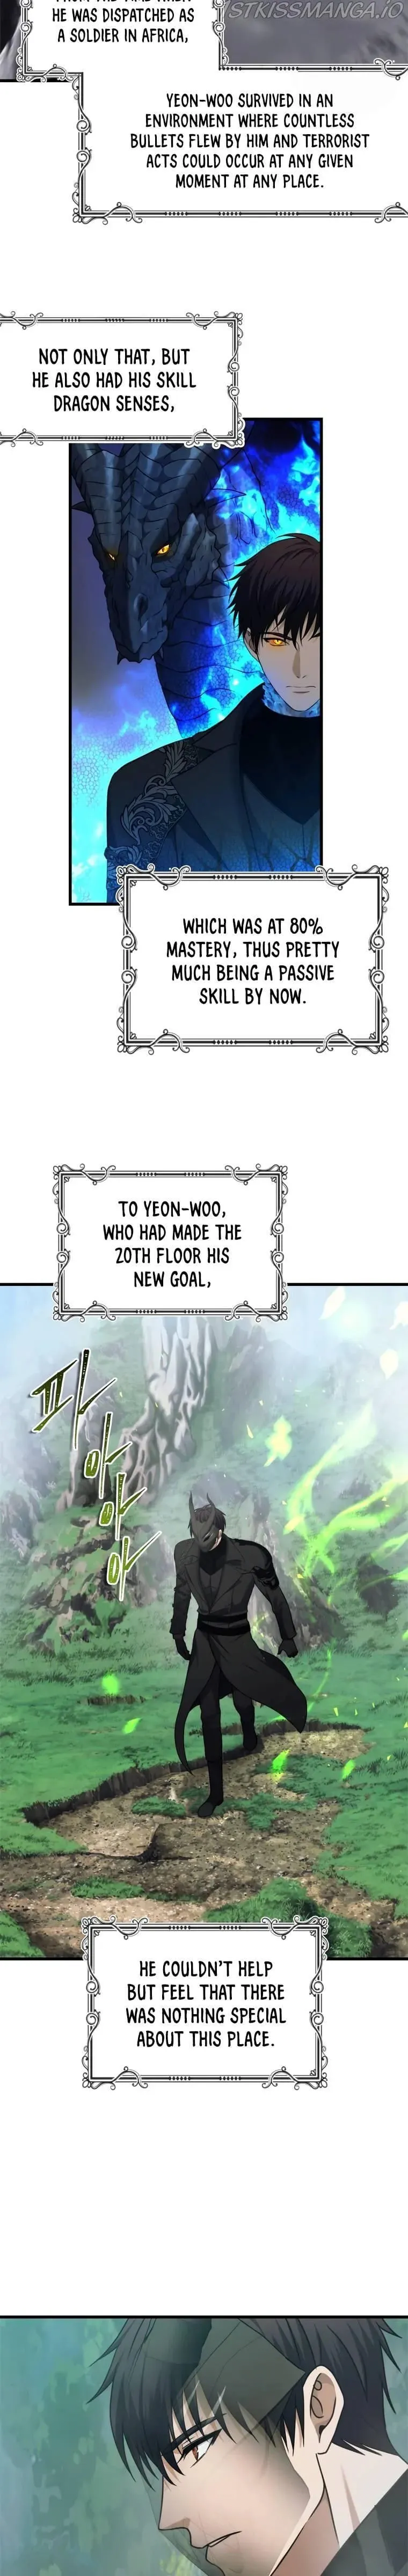 HE WAS DISPATCHED AS
A SOLDIER IN AFRICA,
YEON-WOO SURVIVED IN AN
ENVIRONMENT WHERE COUNTLESS
BULLETS FLEW BY HIM AND TERRORIST
ACTS COULD OCCUR AT ANY GIVEN
MOMENT AT ANY PLACE.
NOT ONLY THAT, BUT
HE ALSO HAD HIS SKILL
DRAGON SENSES,
WHICH WAS AT 80%
MASTERY, THUS PRETTY
MUCH BEING A PASSIVE
SKILL BY NOW.
TO YEON-WOO,
WHO HAD MADE THE
20TH FLOOR HIS
NEW GOAL,
파아아아
HE COULDN'T HELP
BUT FEEL THAT THERE
WAS NOTHING SPECIAL
ABOUT THIS PLACE.